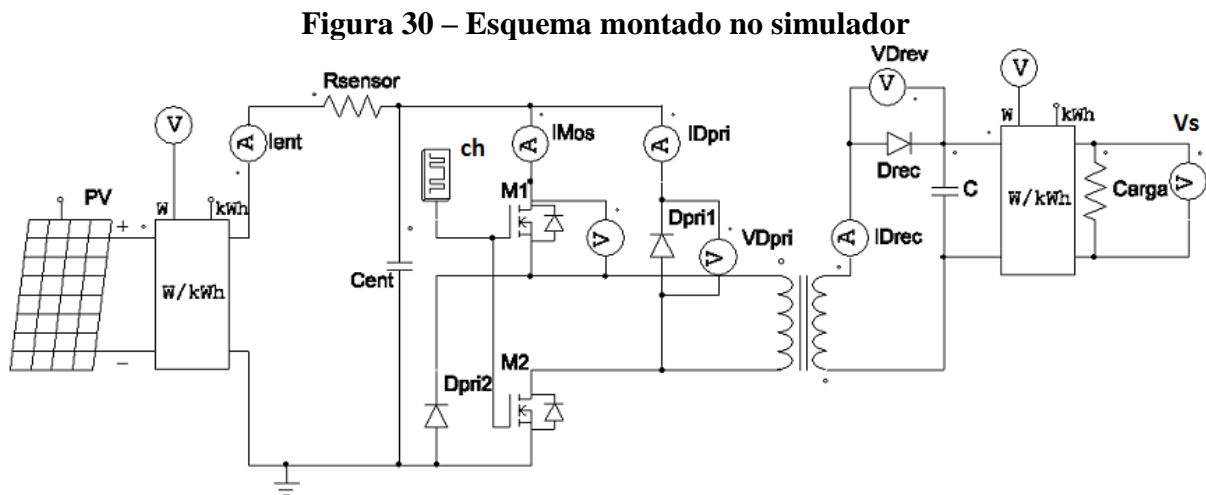 Figura 30 – Esquema montado no simulador
VDrev
V
Rsensor
V
V
W
kWh
Vs
A
Ient
ch
A
IMos
A
IDpri
Drec
C
W/kWh
Carga
V
PV
W
kWh
M1
+
V
Dpri1
V
VDpri
A
IDrec
Cent
W/kWh
–
Dpri2
M2